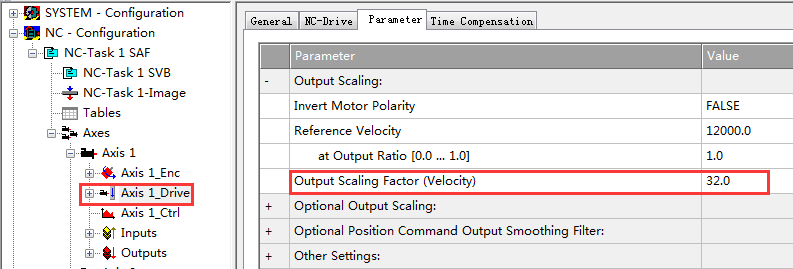 SYSTEM - Configuration
NC - Configuration
NC-Task 1 SAF
NC-Task 1 SVB
NC-Task 1-Image
Tables
Axes
Axis 1
Axis 1_Enc
Axis 1_Drive
Axis 1_Ctrl
Inputs
Outputs
General NC-Drive Parameter Time Compensation
Parameter Value
- Output Scaling:
Invert Motor Polarity FALSE
Reference Velocity 12000.0
at Output Ratio [0.0 ... 1.0] 1.0
Output Scaling Factor (Velocity) 32.0
+ Optional Output Scaling:
+ Optional Position Command Output Smoothing Filter:
+ Other Settings: